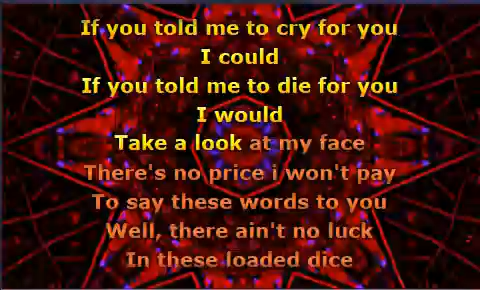 If you told me to cry for you
I could
If you told me to die for you
I would
Take a look at my face
There's no price i won't pay
To say these words to you
Well, there ain't no luck
In these loaded dice